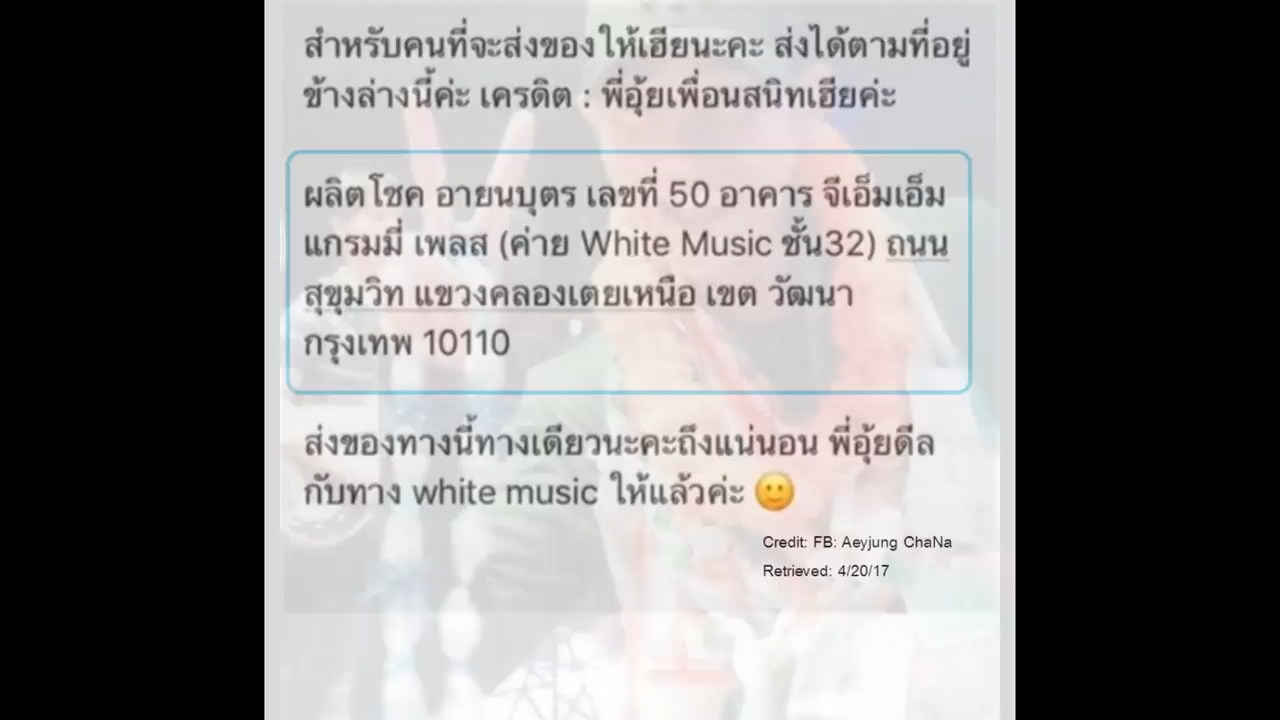 สำหรับคนที่จะส่งของให้เฮียนะคะ ส่งได้ตามที่อยู่
ข้างล่างนี้ค่ะ เครดิต : พี่อุ้ยเพื่อนสนิทเฮียค่ะ
ผลิตโชค อายนบุตร เลขที่ 50 อาคาร จีเอ็มเอ็ม
แกรมมี่ เพลส (ค่าย White Music ชั้น32) ถนน
สุขุมวิท แขวงคลองเตยเหนือ เขต วัฒนา
กรุงเทพ 10110
ส่งของทางนี้ทางเดียวนะคะถึงแน่นอน พี่อุ้ยดีล
กับทาง white music ให้แล้วค่ะ 🙂
Credit: FB: Aeyjung ChaNa
Retrieved: 4/20/17